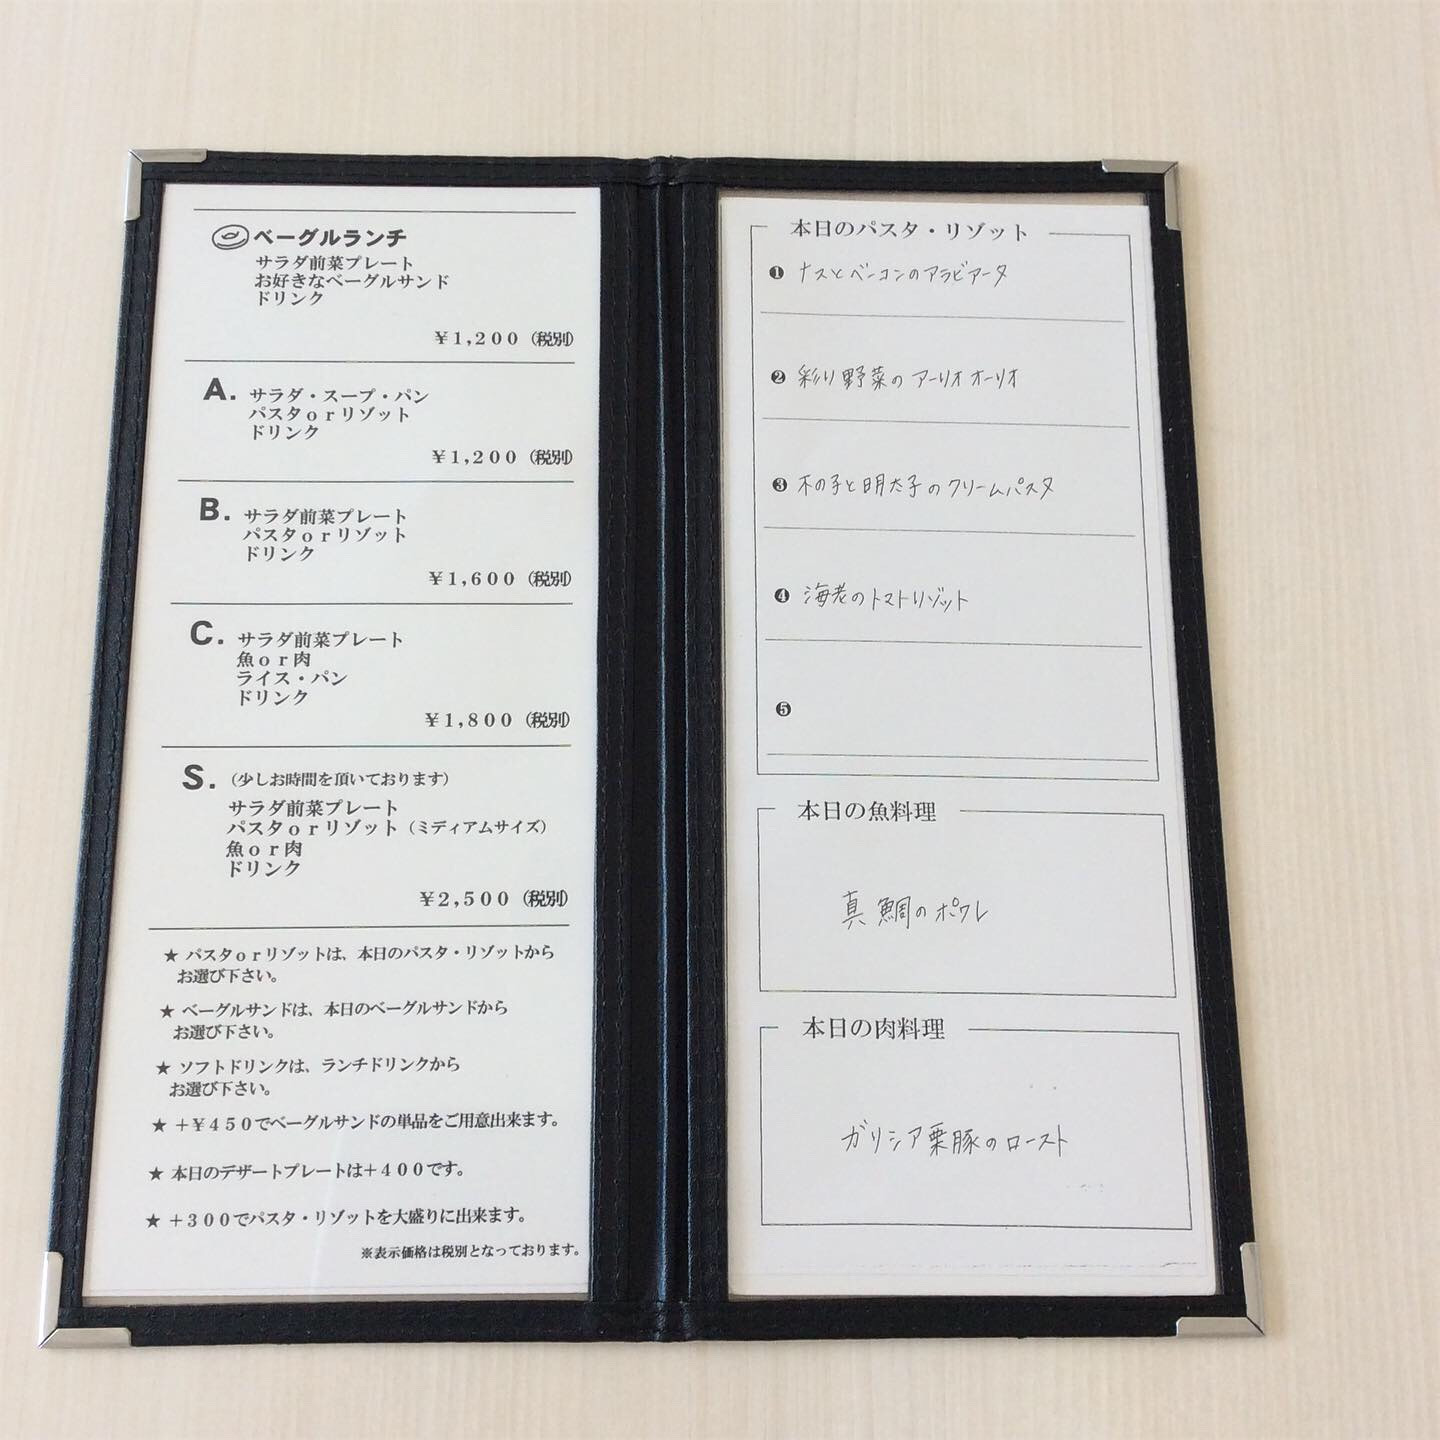 ベーグルランチ
サラダ前菜プレート
お好きなベーグルサンド
ドリンク
￥1,200（税別）
A. サラダ・スープ・パン
パスタｏｒリゾット
ドリンク
￥1,200（税別）
B. サラダ前菜プレート
パスタｏｒリゾット
ドリンク
￥1,600（税別）
C. サラダ前菜プレート
魚ｏｒ肉
ライス・パン
ドリンク
￥1,800（税別）
S.（少しお時間を頂いております）
サラダ前菜プレート
パスタｏｒリゾット（ミディアムサイズ）
魚ｏｒ肉
ドリンク
￥2,500（税別）
★ パスタｏｒリゾットは、本日のパスタ・リゾットから
お選び下さい。
★ ベーグルサンドは、本日のベーグルサンドから
お選び下さい。
★ ソフトドリンクは、ランチドリンクから
お選び下さい。
★ ＋￥４５０でベーグルサンドの単品をご用意出来ます。
★ 本日のデザートプレートは＋４００です。
★ ＋３００でパスタ・リゾットを大盛りに出来ます。
※表示価格は税別となっております。
本日のパスタ・リゾット
❶ ナスとベーコンのアラビアータ
❷ 彩り野菜のアーリオオーリオ
❸ 木の子と明太子のクリームパスタ
❹ 海老のトマトリゾット
❺
本日の魚料理
真鯛のポワレ
本日の肉料理
ガリシア栗豚のロースト